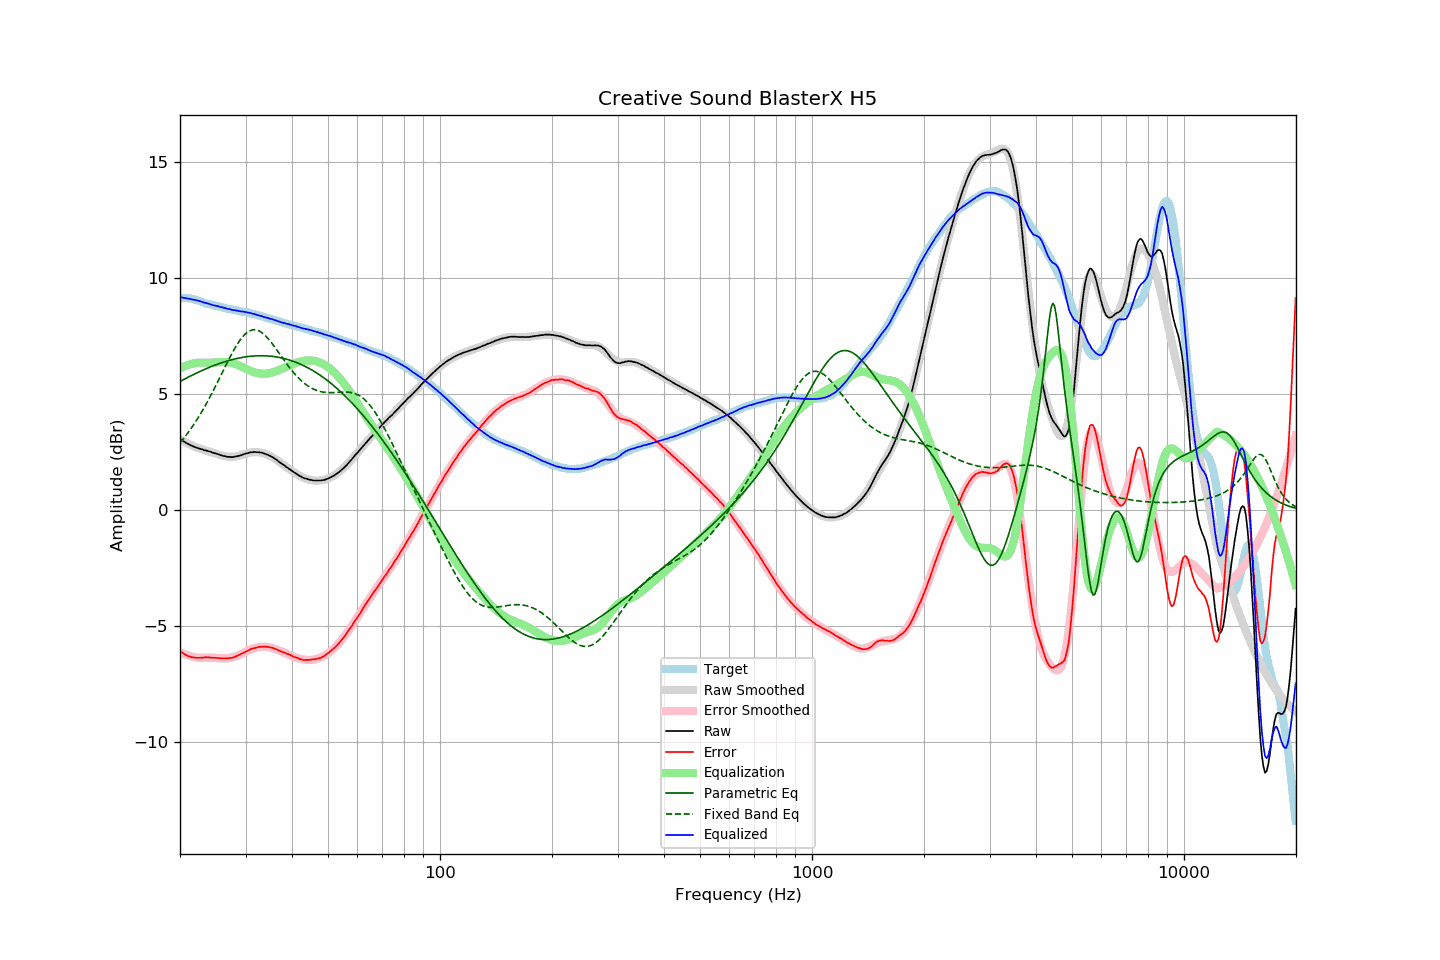 Creative Sound BlasterX H5
Amplitude (dBr)
15
10
5
0
−5
−10
100
1000
10000
Frequency (Hz)
Target
Raw Smoothed
Error Smoothed
Raw
Error
Equalization
Parametric Eq
Fixed Band Eq
Equalized